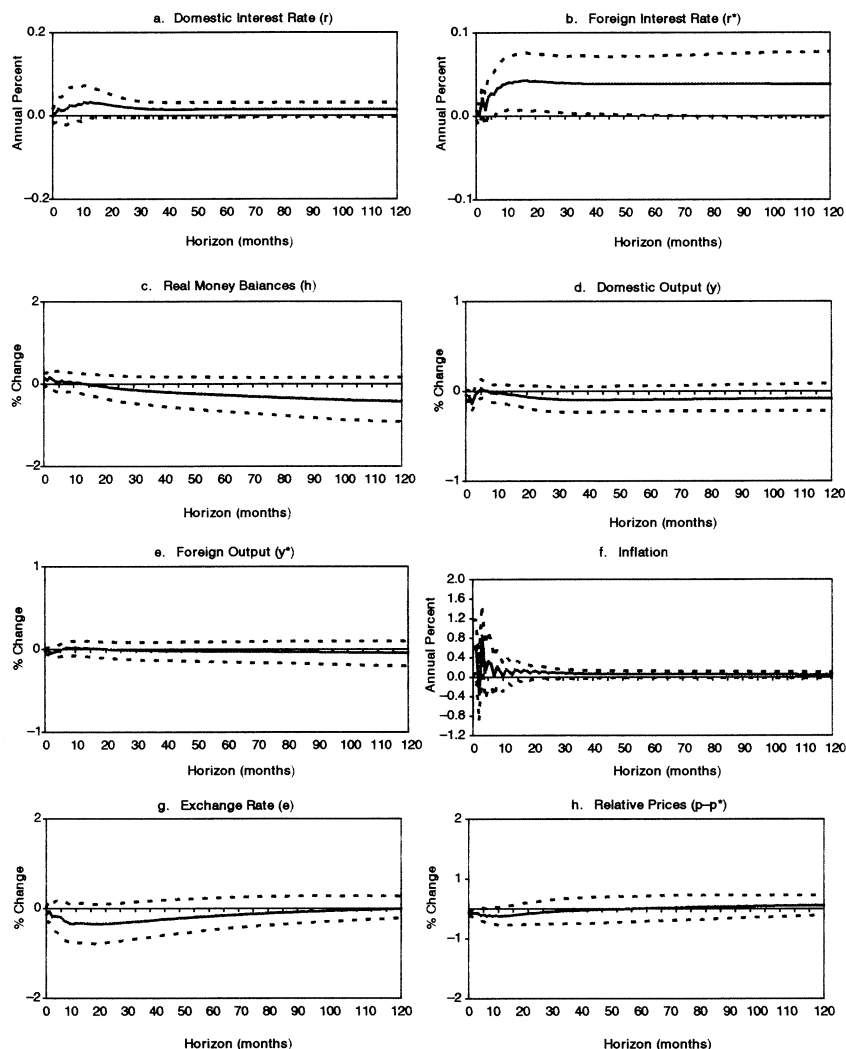 a. Domestic Interest Rate (r)
0.2
0.0
−0.2
Annual Percent
0 10 20 30 40 50 60 70 80 90 100 110 120
Horizon (months)
b. Foreign Interest Rate (r*)
0.1
0.0
−0.1
Annual Percent
0 10 20 30 40 50 60 70 80 90 100 110 120
Horizon (months)
c. Real Money Balances (h)
2
0
−2
% Change
0 10 20 30 40 50 60 70 80 90 100 110 120
Horizon (months)
d. Domestic Output (y)
1
0
−1
% Change
0 10 20 30 40 50 60 70 80 90 100 110 120
Horizon (months)
e. Foreign Output (y*)
1
0
−1
% Change
0 10 20 30 40 50 60 70 80 90 100 110 120
Horizon (months)
f. Inflation
2.0
1.6
1.2
0.8
0.4
0.0
−0.4
−0.8
−1.2
Annual Percent
0 10 20 30 40 50 60 70 80 90 100 110 120
Horizon (months)
g. Exchange Rate (e)
2
0
−2
% Change
0 10 20 30 40 50 60 70 80 90 100 110 120
Horizon (months)
h. Relative Prices (p–p*)
2
1
0
−1
−2
% Change
0 10 20 30 40 50 60 70 80 90 100 110 120
Horizon (months)